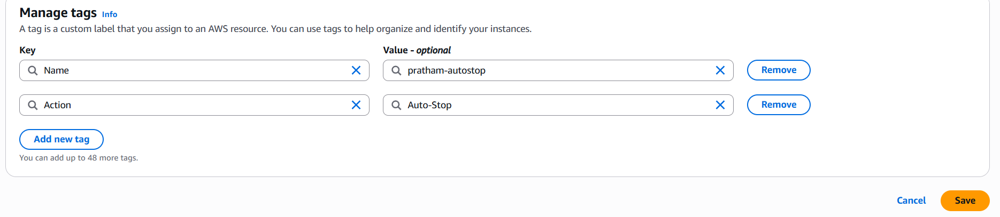 Manage tags Info
A tag is a custom label that you assign to an AWS resource. You can use tags to help organize and identify your instances.
Key Value - optional
Name pratham-autostop Remove
Action Auto-Stop Remove
Add new tag
You can add up to 48 more tags.
Cancel Save